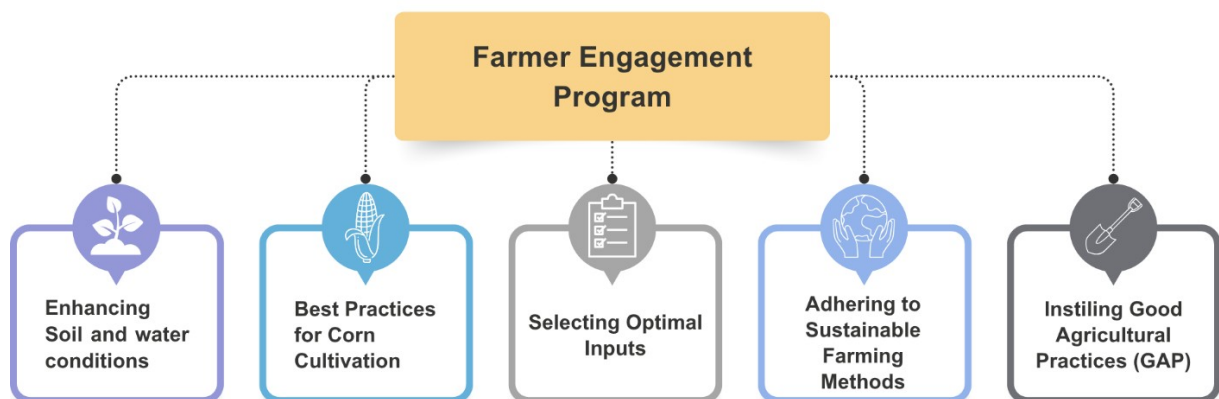 Farmer Engagement
Program
Enhancing
Soil and water
conditions
Best Practices
for Corn
Cultivation
Selecting Optimal
Inputs
Adhering to
Sustainable
Farming
Methods
Instiling Good
Agricultural
Practices (GAP)